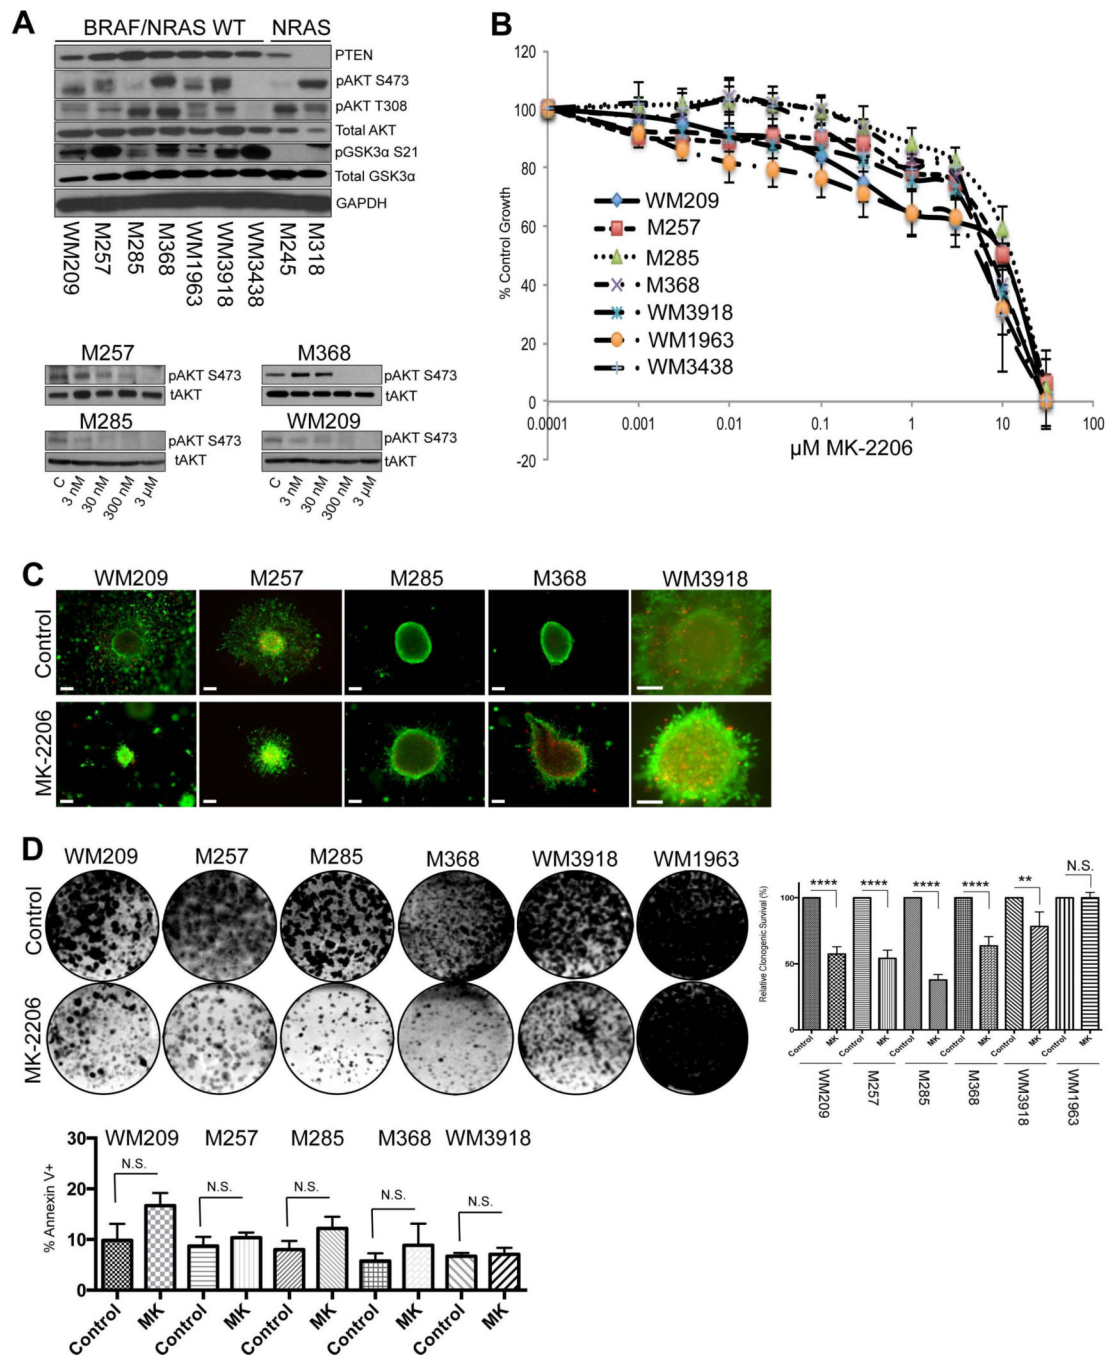 A
BRAF/NRAS WT NRAS
PTEN
pAKT S473
pAKT T308
Total AKT
pGSK3α S21
Total GSK3α
GAPDH
WM209
M257
M285
M368
WM1963
WM3918
WM3438
M245
M318
M257
pAKT S473
tAKT
M368
pAKT S473
tAKT
M285
pAKT S473
tAKT
WM209
pAKT S473
tAKT
C
3 nM
30 nM
300 nM
3 µM
C
3 nM
30 nM
300 nM
3 µM
B
% Control Growth
120
100
80
60
40
20
0
-20
0.0001 0.01 0.1 1 10 100
µM MK-2206
WM209
M257
M285
M368
WM3918
WM1963
WM3438
C
WM209 M257 M285 M368 WM3918
Control
MK-2206
D
WM209 M257 M285 M368 WM3918 WM1963
Control
MK-2206
Relative Clonogenic Survival (%)
100
50
0
**** **** **** **** ** N.S.
Control MK Control MK Control MK Control MK Control MK Control MK
WM209
M257
M285
M368
WM3918
WM1963
% Annexin V+
30
20
10
0
WM209 M257 M285 M368 WM3918
N.S. N.S. N.S. N.S. N.S.
Control MK Control MK Control MK Control MK Control MK